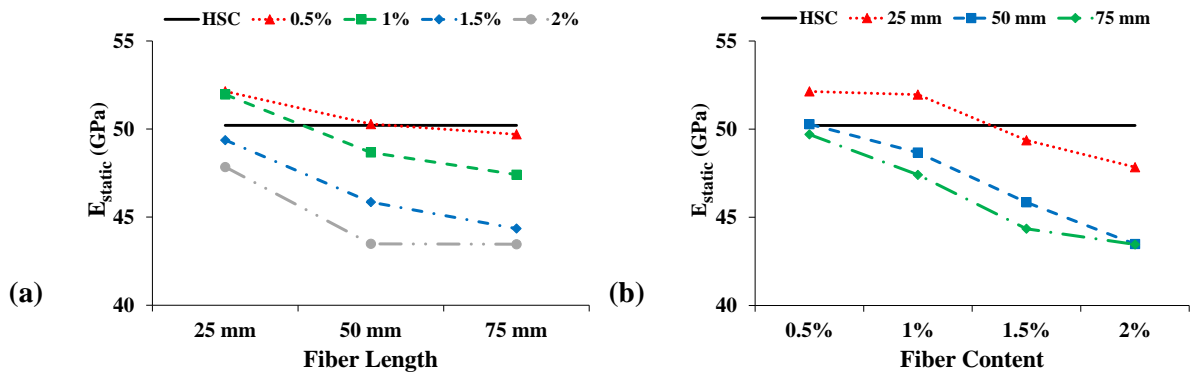 HSC 0.5% 1% 1.5% 2%
55
50
45
40
E_static (GPa)
25 mm 50 mm 75 mm
Fiber Length
(a)
HSC 25 mm 50 mm 75 mm
55
50
45
40
E_static (GPa)
0.5% 1% 1.5% 2%
Fiber Content
(b)